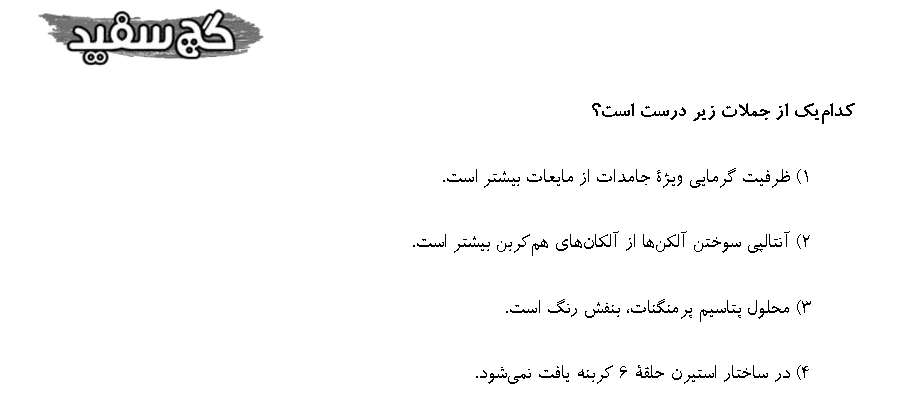 گچ سفید
کدام‌یک از جملات زیر درست است؟
۱) ظرفیت گرمایی ویژهٔ جامدات از مایعات بیشتر است.
۲) آنتالپی سوختن آلکن‌ها از آلکان‌های هم‌کربن بیشتر است.
۳) محلول پتاسیم پرمنگنات، بنفش رنگ است.
۴) در ساختار استیرن حلقهٔ ۶ کربنه یافت نمی‌شود.